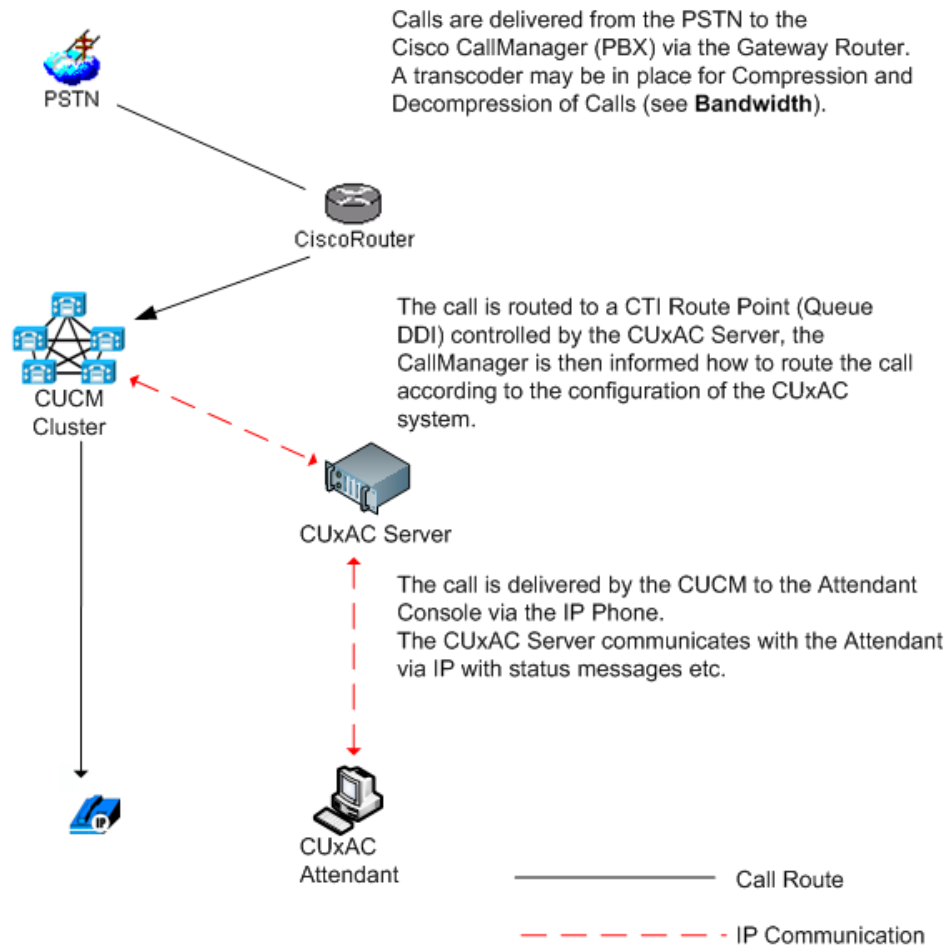 Calls are delivered from the PSTN to the
Cisco CallManager (PBX) via the Gateway Router.
A transcoder may be in place for Compression and
Decompression of Calls (see Bandwidth).
PSTN
CiscoRouter
The call is routed to a CTI Route Point (Queue
DDI) controlled by the CUxAC Server, the
CallManager is then informed how to route the call
according to the configuration of the CUxAC
system.
CUCM
Cluster
CUxAC Server
The call is delivered by the CUCM to the Attendant
Console via the IP Phone.
The CUxAC Server communicates with the Attendant
via IP with status messages etc.
IP
CUxAC
Attendant
Call Route
IP Communication